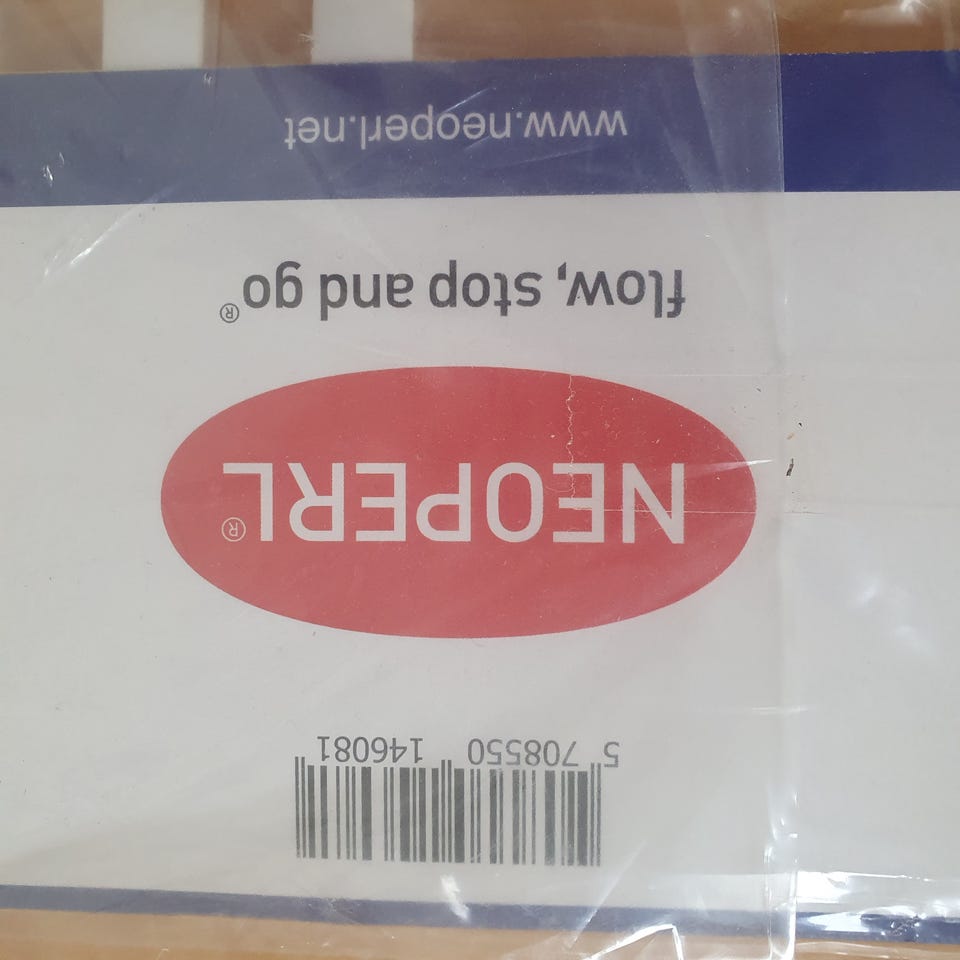 5 708550 146081
NEOPERL®
flow, stop and go®
www.neoperl.net